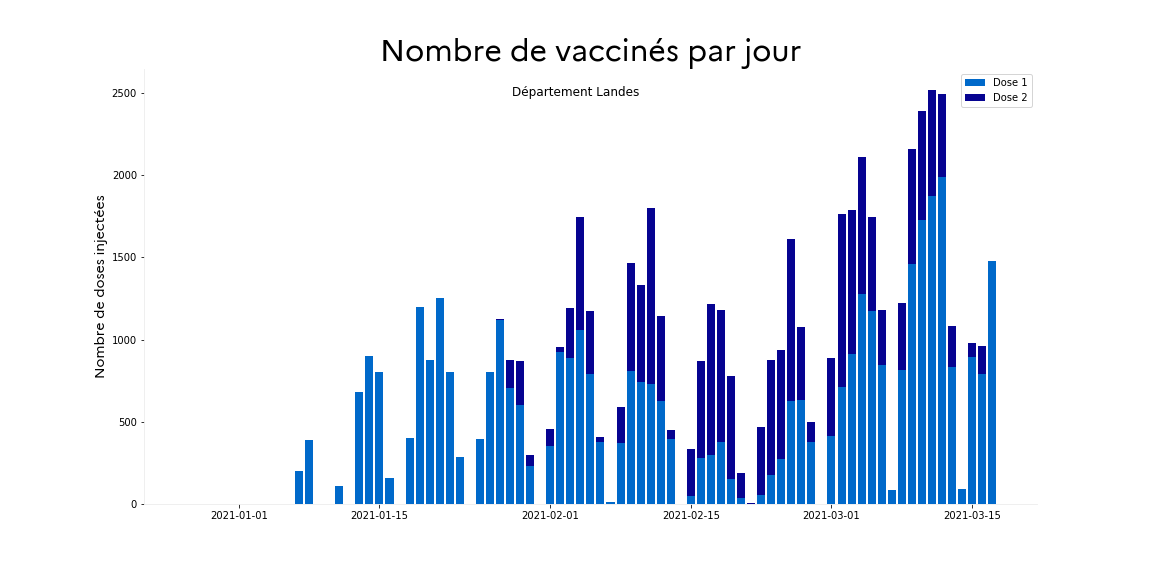 Nombre de vaccinés par jour
Département Landes
Dose 1
Dose 2
Nombre de doses injectées
2500
2000
1500
1000
500
0
2021-01-01
2021-01-15
2021-02-01
2021-02-15
2021-03-01
2021-03-15